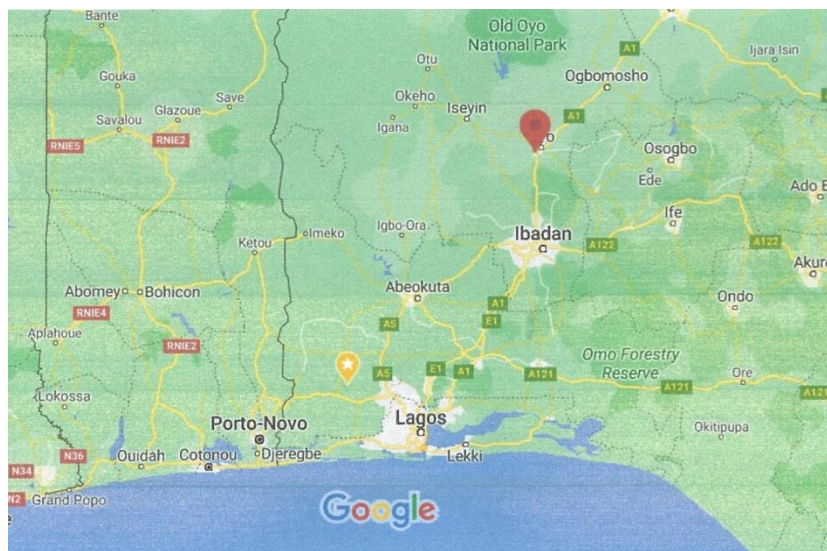 Bante
Old Oyo
National Park
A1
Ijara Isin
Otu
Ogbomosho
Gouka
Okeho
Iseyin
Save
Glazoue
Savalou
Igana
A1
RNIE5
RNIE2
o
Osogbo
Ede
Ado E
Ife
Imeko
Igbo-Ora
Ibadan
A122
A122
Ketou
Akure
Abomey
Bohicon
Abeokuta
A1
Ondo
RNIE4
E1
A5
Aplahoue
RNIE2
Omo Forestry
Reserve
E1
A1
A5
A121
Ore
A121
A121
Lokossa
Lagos
Porto-Novo
Okitipupa
N36
Ouidah
Cotonou
Djeregbe
Lekki
N34
N2
Grand Popo
e
Google